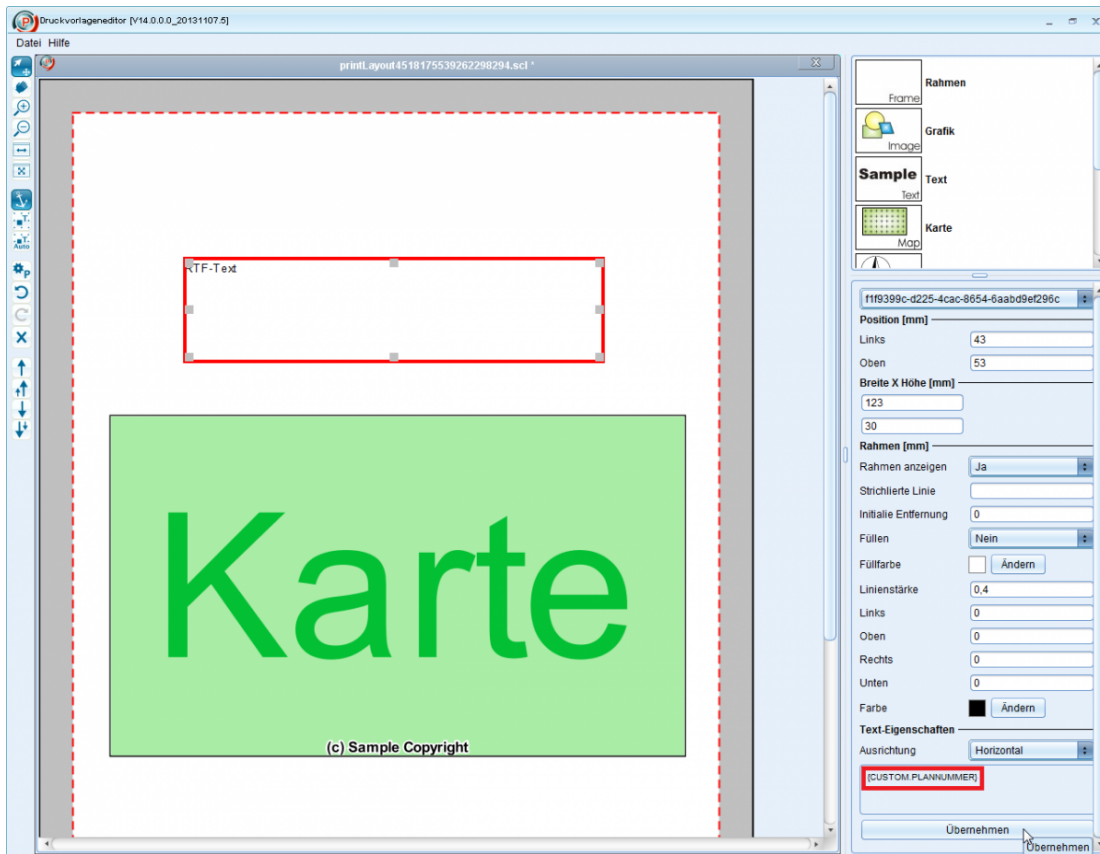 Druckvorlageneditor [V14.0.0.0_20131107.5]
Datei Hilfe
printLayout4518175539262298294.scl *
RTF-Text
Karte
(c) Sample Copyright
T.
T.
Auto
P
Frame
Rahmen
Image
Grafik
Sample
Text
Text
Map
Karte
f1f9399c-d225-4cac-8654-6aabd9ef296c
Position [mm]
Links 43
Oben 53
Breite X Höhe [mm]
123
30
Rahmen [mm]
Rahmen anzeigen Ja
Strichlierte Linie
Initialie Entfernung 0
Füllen Nein
Füllfarbe Ändern
Linienstärke 0,4
Links 0
Oben 0
Rechts 0
Unten 0
Farbe Ändern
Text-Eigenschaften
Ausrichtung Horizontal
[CUSTOM.PLANNUMMER]
Übernehmen
Übernehmen